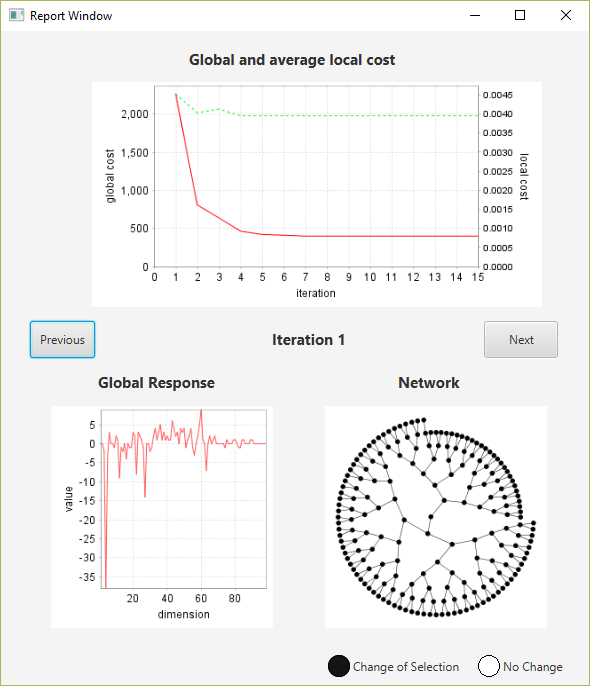 Report Window
Global and average local cost
2,000
1,500
1,000
500
0
global cost
0.0045
0.0040
0.0035
0.0030
0.0025
0.0020
0.0015
0.0010
0.0005
0.0000
local cost
0 1 2 3 4 5 6 7 8 9 10 11 12 13 14 15
iteration
Previous
Iteration 1
Next
Global Response
Network
5
0
-5
-10
-15
-20
-25
-30
-35
value
20 40 60 80
dimension
Change of Selection
No Change